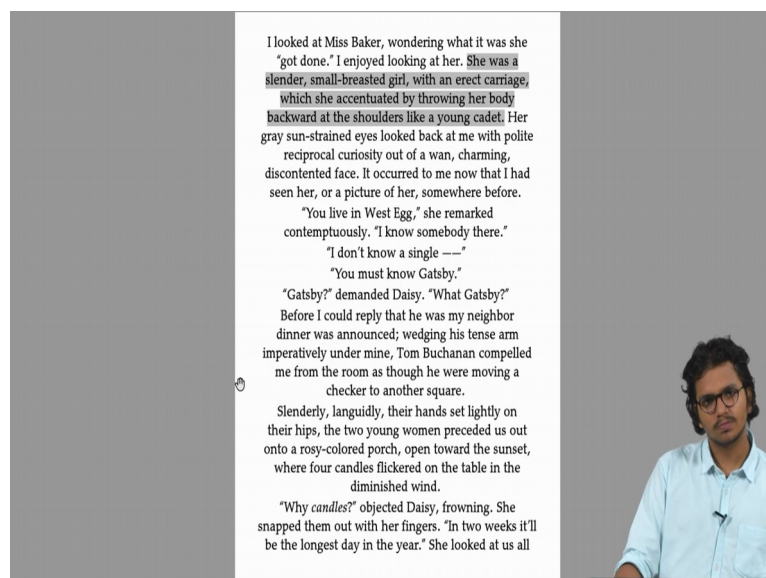 I looked at Miss Baker, wondering what it was she
“got done.” I enjoyed looking at her. She was a
slender, small-breasted girl, with an erect carriage,
which she accentuated by throwing her body
backward at the shoulders like a young cadet. Her
gray sun-strained eyes looked back at me with polite
reciprocal curiosity out of a wan, charming,
discontented face. It occurred to me now that I had
seen her, or a picture of her, somewhere before.
“You live in West Egg,” she remarked
contemptuously. “I know somebody there.”
“I don’t know a single ——”
“You must know Gatsby.”
“Gatsby?” demanded Daisy. “What Gatsby?”
Before I could reply that he was my neighbor
dinner was announced; wedging his tense arm
imperatively under mine, Tom Buchanan compelled
me from the room as though he were moving a
checker to another square.
Slenderly, languidly, their hands set lightly on
their hips, the two young women preceded us out
onto a rosy-colored porch, open toward the sunset,
where four candles flickered on the table in the
diminished wind.
“Why candles?” objected Daisy, frowning. She
snapped them out with her fingers. “In two weeks it’ll
be the longest day in the year.” She looked at us all